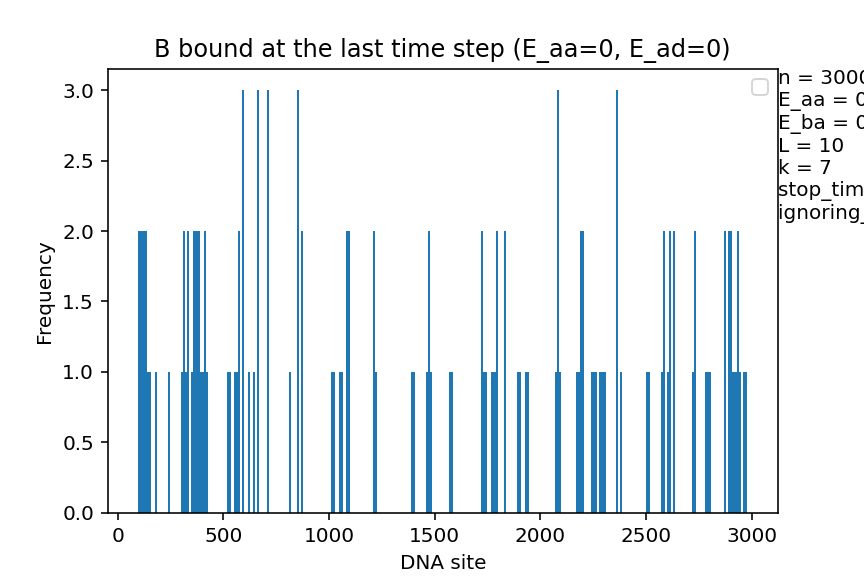 B bound at the last time step (E_aa=0, E_ad=0)
n = 3000
E_aa = 0
E_ba = 0
L = 10
k = 7
stop_tim
ignoring_
Frequency
3.0
2.5
2.0
1.5
1.0
0.5
0.0
0 500 1000 1500 2000 2500 3000
DNA site